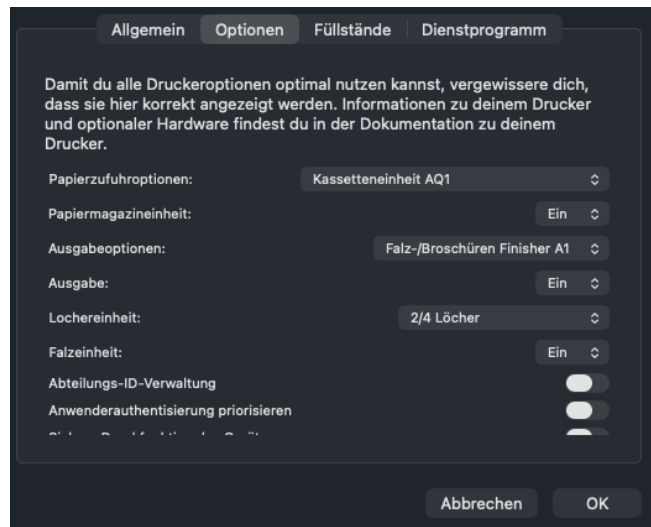 Allgemein Optionen Füllstände Dienstprogramm
Damit du alle Druckeroptionen optimal nutzen kannst, vergewissere dich,
dass sie hier korrekt angezeigt werden. Informationen zu deinem Drucker
und optionaler Hardware findest du in der Dokumentation zu deinem
Drucker.
Papierzufuhroptionen: Kassetteneinheit AQ1
Papiermagazineinheit: Ein
Ausgabeoptionen: Falz-/Broschüren Finisher A1
Ausgabe: Ein
Lochereinheit: 2/4 Löcher
Falzeinheit: Ein
Abteilungs-ID-Verwaltung
Anwenderauthentisierung priorisieren
Abbrechen OK